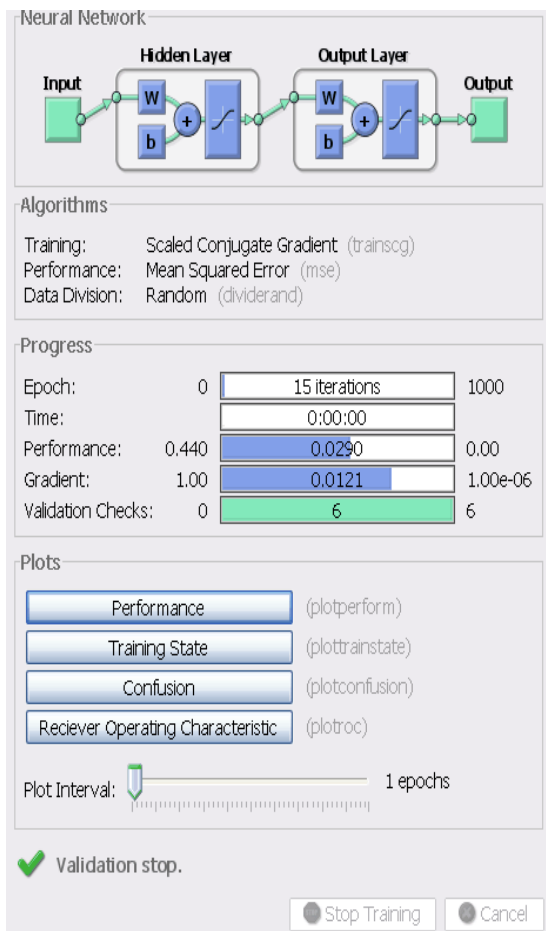 Neural Network
Hidden Layer Output Layer
Input Output
W W
+ +
b b
Algorithms
Training: Scaled Conjugate Gradient (trainscg)
Performance: Mean Squared Error (mse)
Data Division: Random (dividerand)
Progress
Epoch: 0 15 iterations 1000
Time: 0:00:00
Performance: 0.440 0.0290 0.00
Gradient: 1.00 0.0121 1.00e-06
Validation Checks: 0 6 6
Plots
Performance (plotperform)
Training State (plottrainstate)
Confusion (plotconfusion)
Reciever Operating Characteristic (plotroc)
Plot Interval: 1 epochs
Validation stop.
Stop Training Cancel